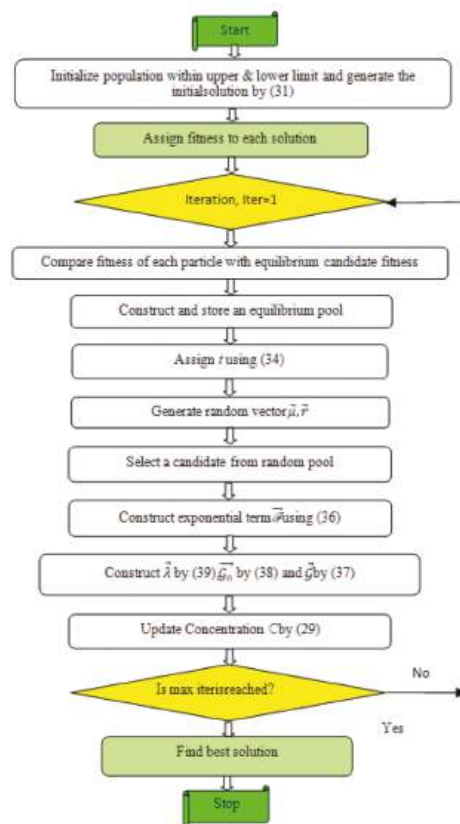 Start
Initialize population within upper & lower limit and generate the
initialsolution by (31)
Assign fitness to each solution
Iteration, Iter=1
Compare fitness of each particle with equilibrium candidate fitness
Construct and store an equilibrium pool
Assign t using (34)
Generate random vector μ⃗, r⃗
Select a candidate from random pool
Construct exponential term ℱ⃗ using (36)
Construct λ⃗ by (39) 𝒢₀⃗ by (38) and 𝒢⃗ by (37)
Update Concentration C by (29)
No
Is max iterisreached?
Yes
Find best solution
Stop